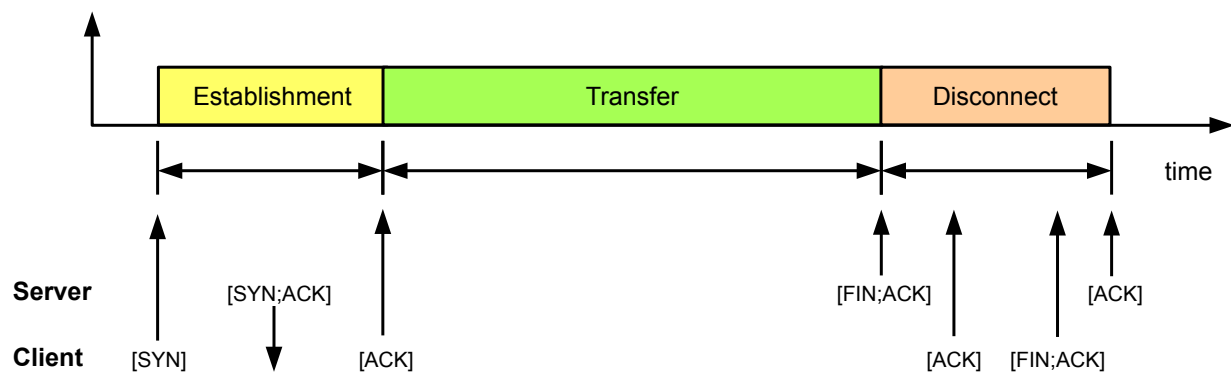 Establishment Transfer Disconnect
time
Server [SYN;ACK] [FIN;ACK] [ACK]
Client [SYN] [ACK] [ACK] [FIN;ACK]